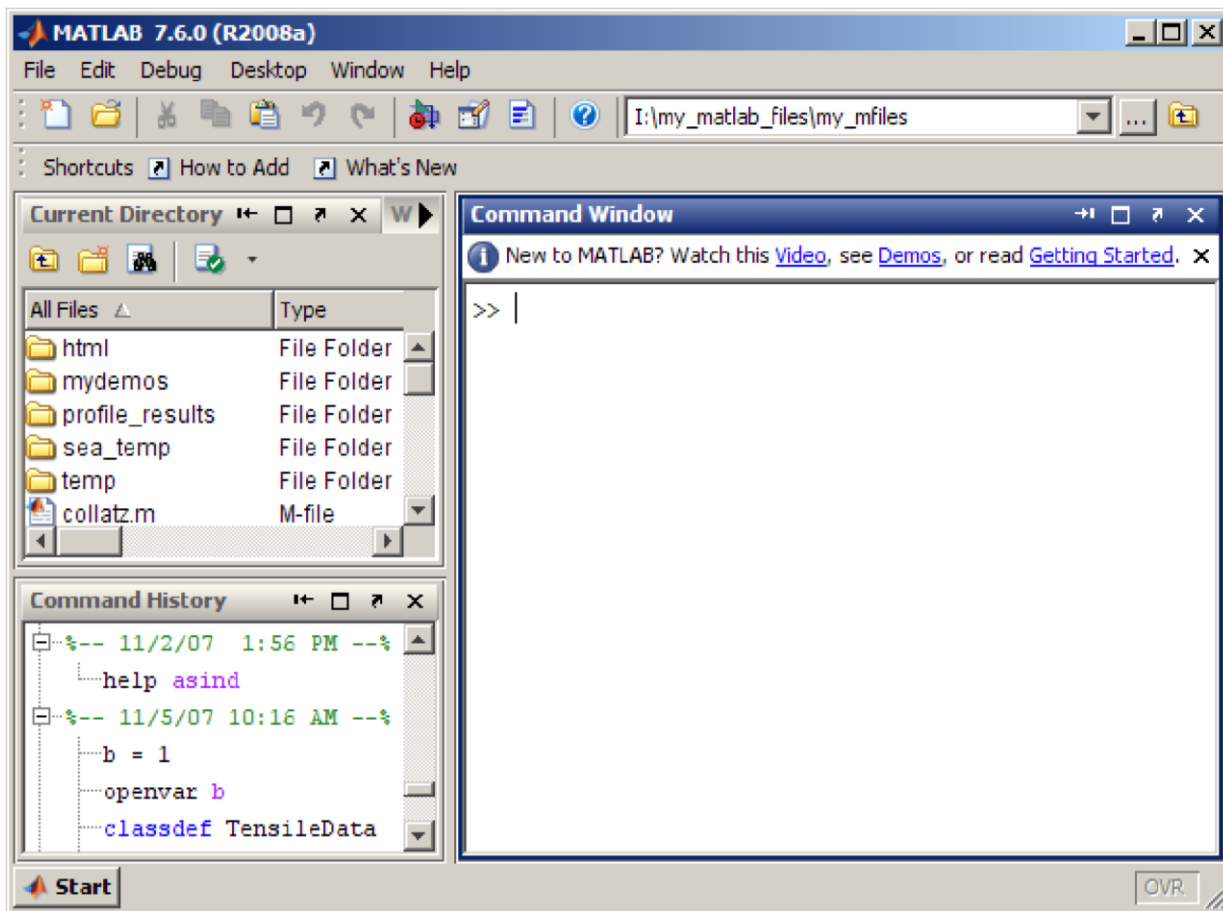 MATLAB 7.6.0 (R2008a)
File Edit Debug Desktop Window Help
I:\my_matlab_files\my_mfiles
...
Shortcuts How to Add What's New
Current Directory W
All Files Type
html File Folder
mydemos File Folder
profile_results File Folder
sea_temp File Folder
temp File Folder
collatz.m M-file
Command History
%-- 11/2/07 1:56 PM --%
help asind
%-- 11/5/07 10:16 AM --%
b = 1
openvar b
classdef TensileData
Command Window
New to MATLAB? Watch this Video, see Demos, or read Getting Started.
>>
Start
OVR